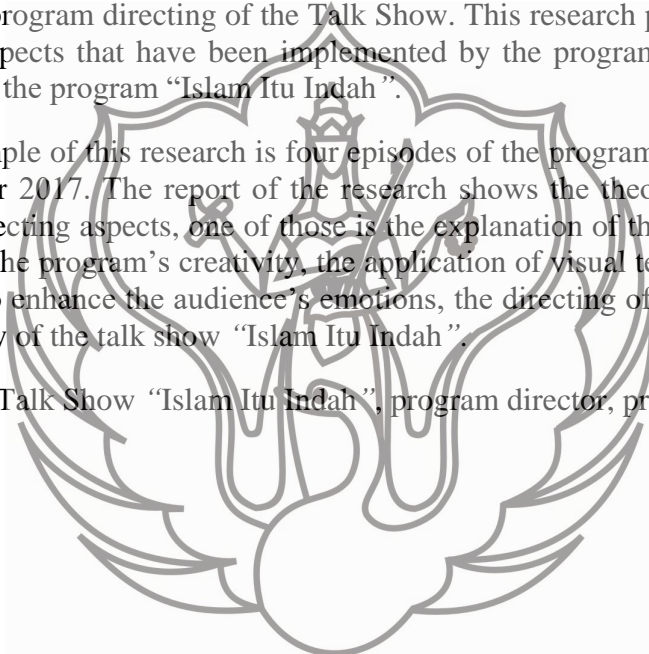 program directing of the Talk Show. This research p
pects that have been implemented by the program
the program “Islam Itu Indah”.
ple of this research is four episodes of the program
r 2017. The report of the research shows the theo
ecting aspects, one of those is the explanation of th
he program’s creativity, the application of visual te
o enhance the audience’s emotions, the directing of
y of the talk show “Islam Itu Indah”.
Talk Show “Islam Itu Indah”, program director, pr